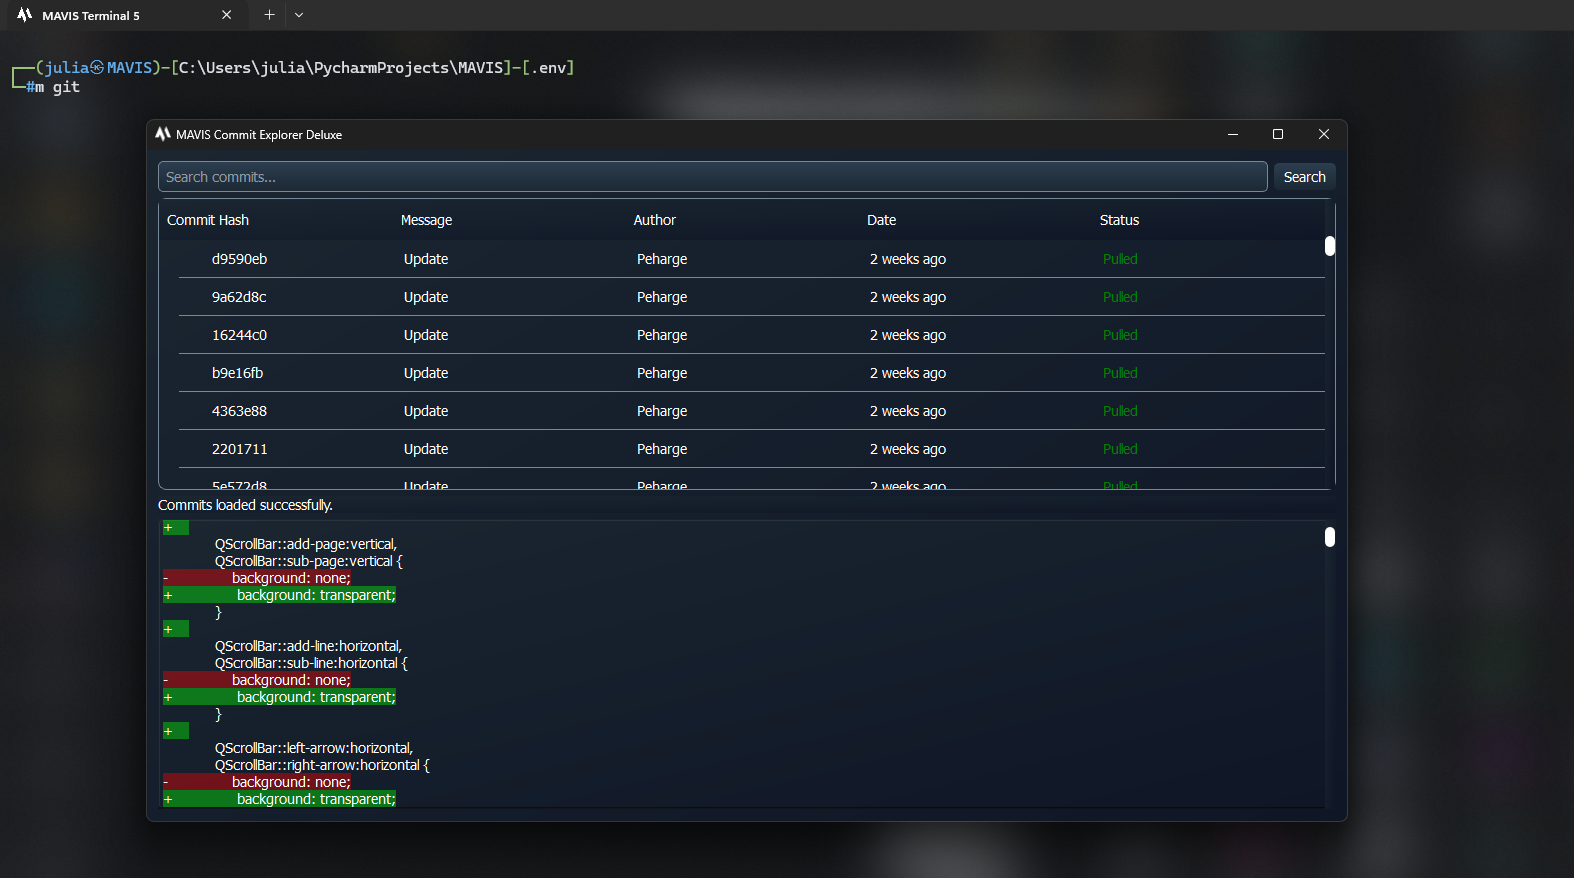 MAVIS Terminal 5
(julia㉿MAVIS)-[C:\Users\julia\PycharmProjects\MAVIS]-[.env]
#m git
MAVIS Commit Explorer Deluxe
Search commits... Search
Commit Hash Message Author Date Status
d9590eb Update Peharge 2 weeks ago Pulled
9a62d8c Update Peharge 2 weeks ago Pulled
16244c0 Update Peharge 2 weeks ago Pulled
b9e16fb Update Peharge 2 weeks ago Pulled
4363e88 Update Peharge 2 weeks ago Pulled
2201711 Update Peharge 2 weeks ago Pulled
5e572d8 Update Peharge 2 weeks ago Pulled
Commits loaded successfully.
+
QScrollBar::add-page:vertical,
QScrollBar::sub-page:vertical {
- background: none;
+ background: transparent;
}
+
QScrollBar::add-line:horizontal,
QScrollBar::sub-line:horizontal {
- background: none;
+ background: transparent;
}
+
QScrollBar::left-arrow:horizontal,
QScrollBar::right-arrow:horizontal {
- background: none;
+ background: transparent;